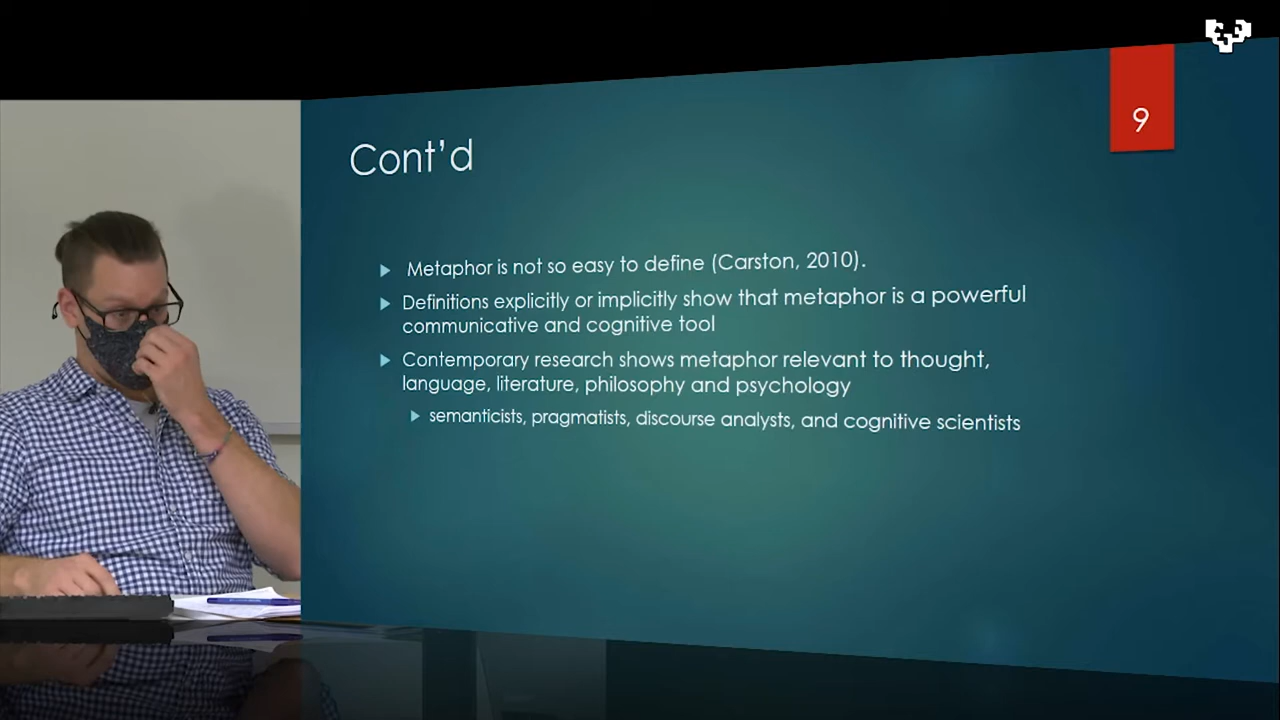 9
Cont'd
Metaphor is not so easy to define (Carston, 2010).
Definitions explicitly or implicitly show that metaphor is a powerful
communicative and cognitive tool
Contemporary research shows metaphor relevant to thought,
language, literature, philosophy and psychology
semanticists, pragmatists, discourse analysts, and cognitive scientists